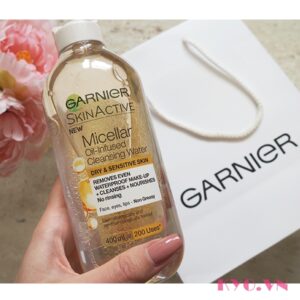 GARNIER
SKINACTIVE
NEW
Micellar
Oil-Infused
Cleansing Water
DRY & SENSITIVE SKIN
REMOVES EVEN
WATERPROOF MAKE-UP
+ CLEANSES + NOURISHES
No rinsing
Face, eyes, lips - Non Greasy
400ml
200 Uses*
GARNIER
KYO.VN